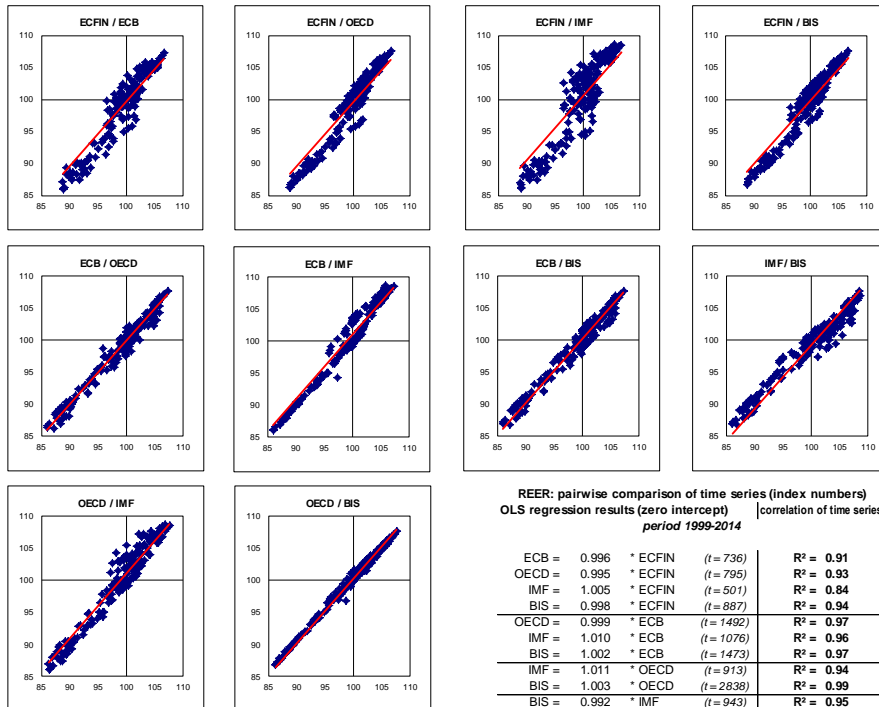 ECFIN / ECB
110
105
100
95
90
85
85 90 95 100 105 110
ECFIN / OECD
110
105
100
95
90
85
85 90 95 100 105 110
ECFIN / IMF
110
105
100
95
90
85
85 90 95 100 105 110
ECFIN / BIS
110
105
100
95
90
85
85 90 95 100 105 110
ECB / OECD
110
105
100
95
90
85
85 90 95 100 105 110
ECB / IMF
110
105
100
95
90
85
85 90 95 100 105 110
ECB / BIS
110
105
100
95
90
85
85 90 95 100 105 110
IMF / BIS
110
105
100
95
90
85
85 90 95 100 105 110
OECD / IMF
110
105
100
95
90
85
85 90 95 100 105 110
OECD / BIS
110
105
100
95
90
85
85 90 95 100 105 110
REER: pairwise comparison of time series (index numbers)
OLS regression results (zero intercept) correlation of time series
period 1999-2014
ECB = 0.996 * ECFIN (t = 736) R² = 0.91
OECD = 0.995 * ECFIN (t = 795) R² = 0.93
IMF = 1.005 * ECFIN (t = 501) R² = 0.84
BIS = 0.998 * ECFIN (t = 887) R² = 0.94
OECD = 0.999 * ECB (t = 1492) R² = 0.97
IMF = 1.010 * ECB (t = 1076) R² = 0.96
BIS = 1.002 * ECB (t = 1473) R² = 0.97
IMF = 1.011 * OECD (t = 913) R² = 0.94
BIS = 1.003 * OECD (t = 2838) R² = 0.99
BIS = 0.992 * IMF (t = 943) R² = 0.95